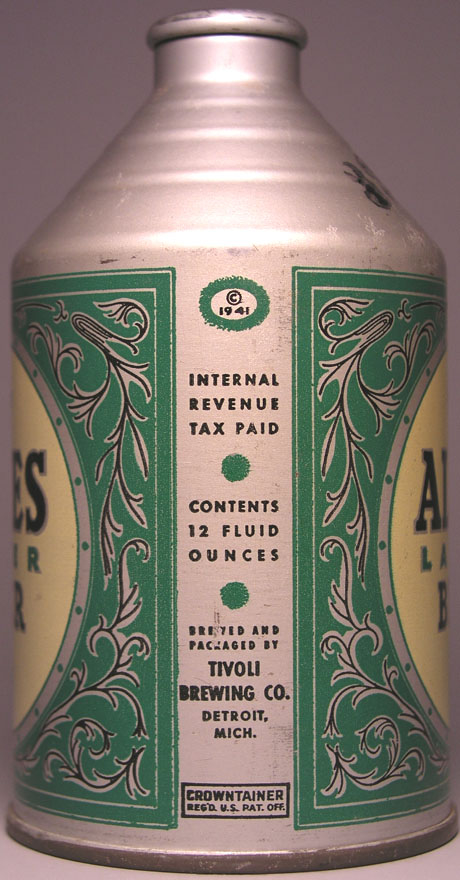 © 
1941
INTERNAL
REVENUE
TAX PAID
CONTENTS
12 FLUID
OUNCES
BREWED AND
PACKAGED BY
TIVOLI
BREWING CO.
DETROIT,
MICH.
CROWNTAINER
REG'D. U.S. PAT. OFF.